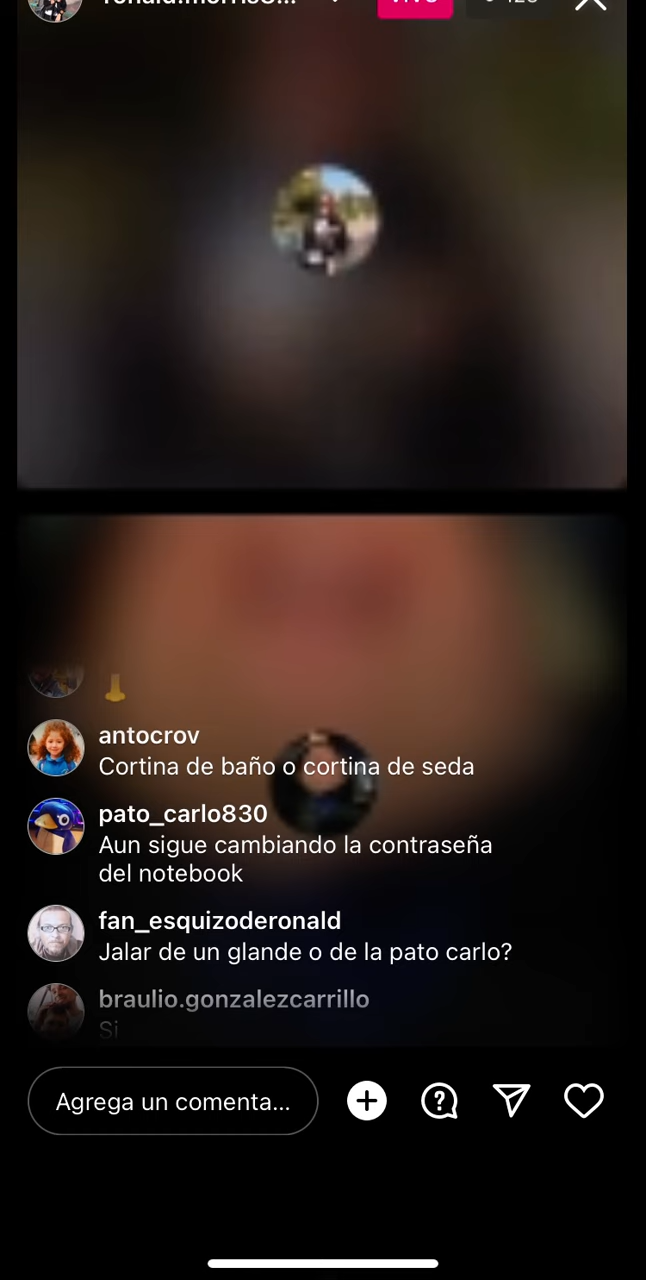 antocrov
Cortina de baño o cortina de seda
pato_carlo830
Aun sigue cambiando la contraseña
del notebook
fan_esquizoderonald
Jalar de un glande o de la pato carlo?
braulio.gonzalezcarrillo
Si
Agrega un comenta...